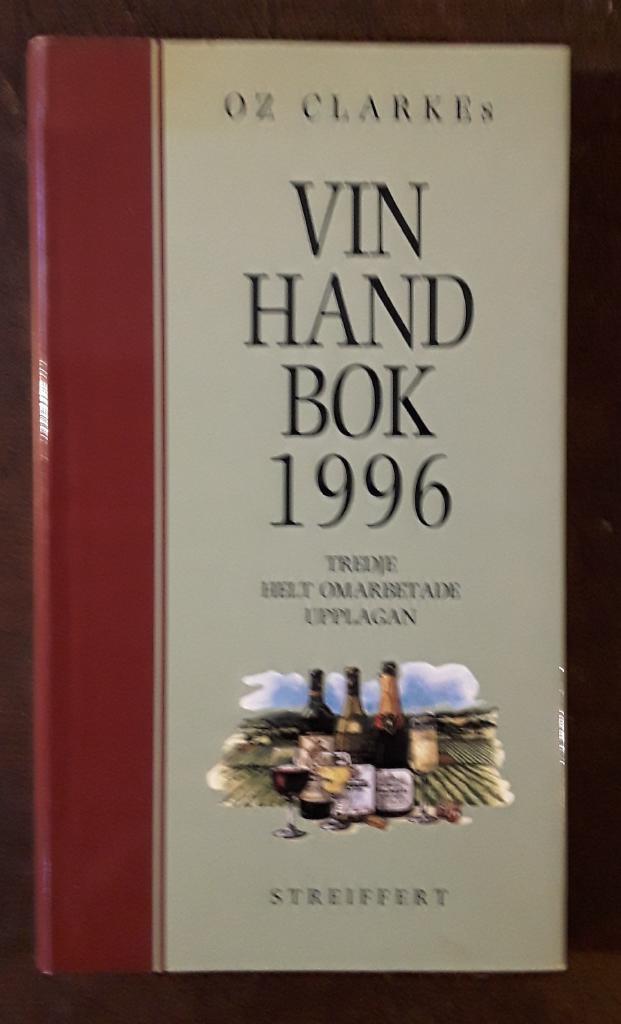 OZ CLARKEs
VIN
HAND
BOK
1996
TREDJE
HELT OMARBETADE
UPPLAGAN
STREIFFERT